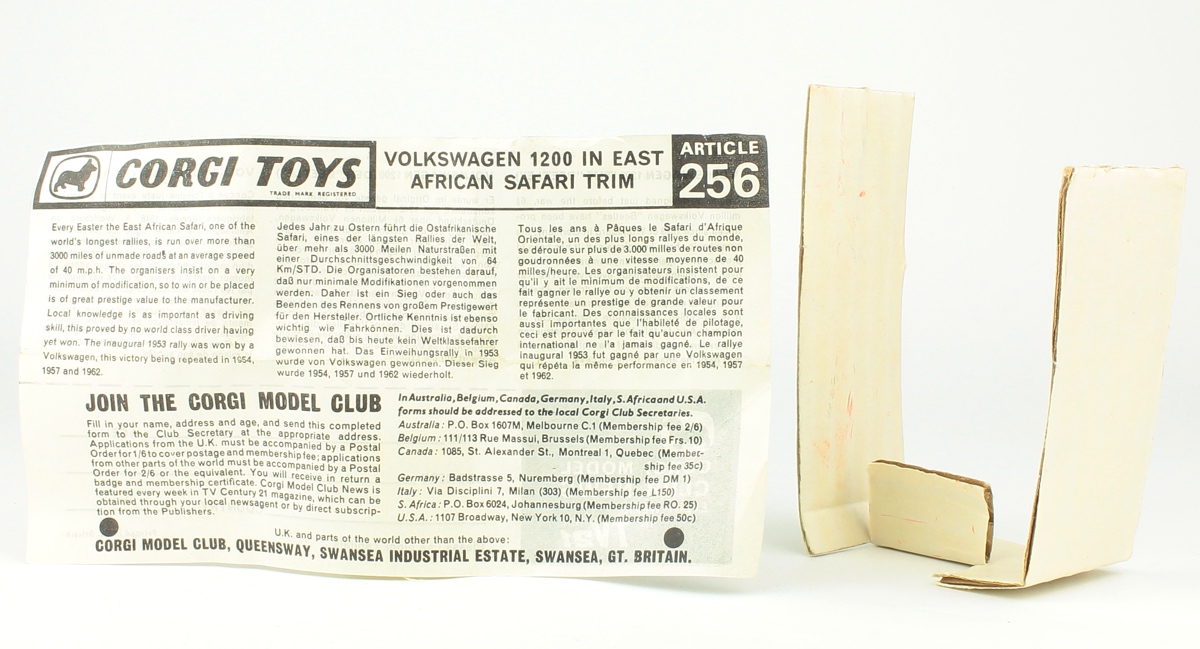 CORGI TOYS
TRADE MARK REGISTERED
VOLKSWAGEN 1200 IN EAST
AFRICAN SAFARI TRIM
ARTICLE
256
Every Easter the East African Safari, one of the
world's longest rallies, is run over more than
3000 miles of unmade roads at an average speed
of 40 m.p.h. The organisers insist on a very
minimum of modification, so to win or be placed
is of great prestige value to the manufacturer.
Local knowledge is as important as driving
skill, this proved by no world class driver having
yet won. The inaugural 1953 rally was won by a
Volkswagen, this victory being repeated in 1954,
1957 and 1962.
Jedes Jahr zu Ostern führt die Ostafrikanische
Safari, eines der längsten Rallies der Welt,
über mehr als 3000 Meilen Naturstraßen mit
einer Durchschnittsgeschwindigkeit von 64
Km/STD. Die Organisatoren bestehen darauf,
daß nur minimale Modifikationen vorgenommen
werden. Daher ist ein Sieg oder auch das
Beenden des Rennens von großem Prestigewert
für den Hersteller. Ortliche Kenntnis ist ebenso
wichtig wie Fahrkönnen. Dies ist dadurch
bewiesen, daß bis heute kein Weltklassefahrer
gewonnen hat. Das Einweihungsrally in 1953
wurde von Volkswagen gewonnen. Dieser Sieg
wurde 1954, 1957 und 1962 wiederholt.
Tous les ans à Pâques le Safari d'Afrique
Orientale, un des plus longs rallyes du monde,
se déroule sur plus de 3.000 milles de routes non
goudronnées à une vitesse moyenne de 40
milles/heure. Les organisateurs insistent pour
qu'il y ait le minimum de modifications, de ce
fait gagner le rallye ou y obtenir un classement
représente un prestige de grande valeur pour
le fabricant. Des connaissances locales sont
aussi importantes que l'habileté de pilotage,
ceci est prouvé par le fait qu'aucun champion
international ne l'a jamais gagné. Le rallye
inaugural 1953 fut gagné par une Volkswagen
qui répéta la même performance en 1954, 1957
et 1962.
JOIN THE CORGI MODEL CLUB
Fill in your name, address and age, and send this completed
form to the Club Secretary at the appropriate address.
Applications from the U.K. must be accompanied by a Postal
Order for 1/6 to cover postage and membership fee; applications
from other parts of the world must be accompanied by a Postal
Order for 2/6 or the equivalent. You will receive in return a
badge and membership certificate. Corgi Model Club News is
featured every week in TV Century 21 magazine, which can be
obtained through your local newsagent or by direct subscrip-
tion from the Publishers.
In Australia, Belgium, Canada, Germany, Italy, S. Africa and U.S.A.
forms should be addressed to the local Corgi Club Secretaries.
Australia: P.O. Box 1607M, Melbourne C.1 (Membership fee 2/6)
Belgium: 111/113 Rue Massui, Brussels (Membership fee Frs. 10)
Canada: 1085, St. Alexander St., Montreal 1, Quebec (Member-
ship fee 35c)
Germany: Badstrasse 5, Nuremberg (Membership fee DM 1)
Italy: Via Disciplini 7, Milan (303) (Membership fee L150)
S. Africa: P.O. Box 6024, Johannesburg (Membership fee RO. 25)
U.S.A.: 1107 Broadway, New York 10, N.Y. (Membership fee 50c)
U.K. and parts of the world other than the above:
CORGI MODEL CLUB, QUEENSWAY, SWANSEA INDUSTRIAL ESTATE, SWANSEA, GT. BRITAIN.